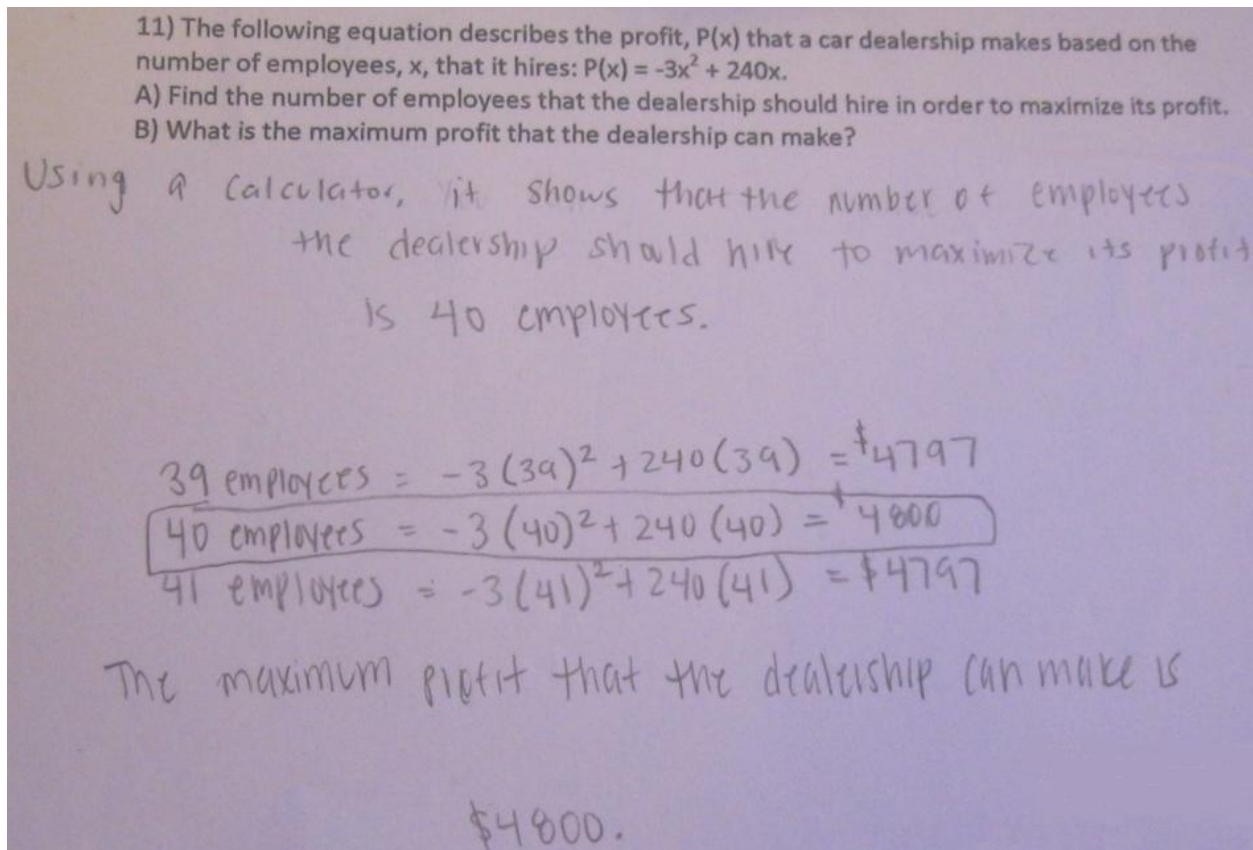 11) The following equation describes the profit, P(x) that a car dealership makes based on the
number of employees, x, that it hires: P(x) = -3x² + 240x.
A) Find the number of employees that the dealership should hire in order to maximize its profit.
B) What is the maximum profit that the dealership can make?
Using a calculator, it shows that the number of employees
the dealership should hire to maximize its profit
is 40 employees.
39 employees = -3(39)² + 240(39) = $4797
40 employees = -3(40)² + 240(40) = $4800
41 employees = -3(41)² + 240(41) = $4797
The maximum profit that the dealership can make is
$4800.